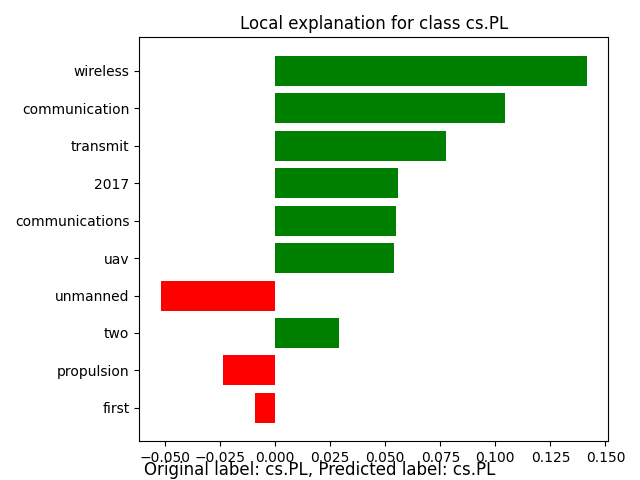 Local explanation for class cs.PL
wireless
communication
transmit
2017
communications
uav
unmanned
two
propulsion
first
−0.050 −0.025 0.000 0.025 0.050 0.075 0.100 0.125 0.150
Original label: cs.PL, Predicted label: cs.PL